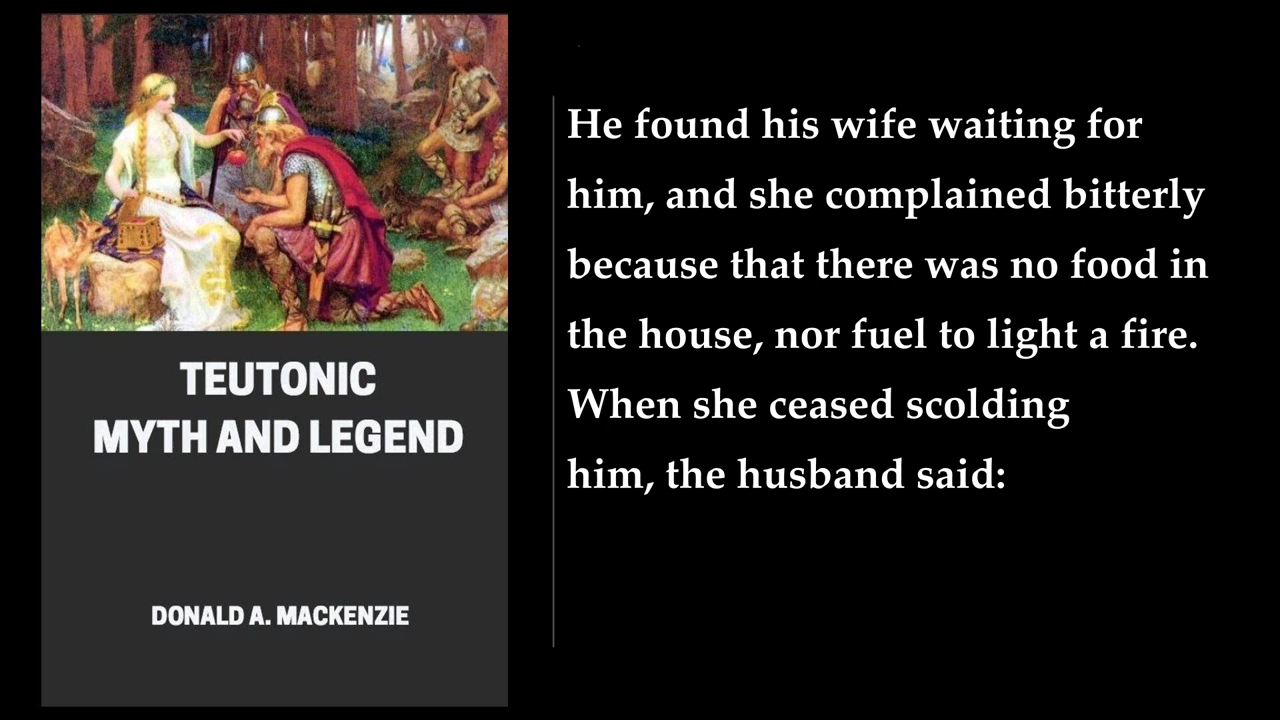 TEUTONIC
MYTH AND LEGEND
DONALD A. MACKENZIE
He found his wife waiting for
him, and she complained bitterly
because that there was no food in
the house, nor fuel to light a fire.
When she ceased scolding
him, the husband said: